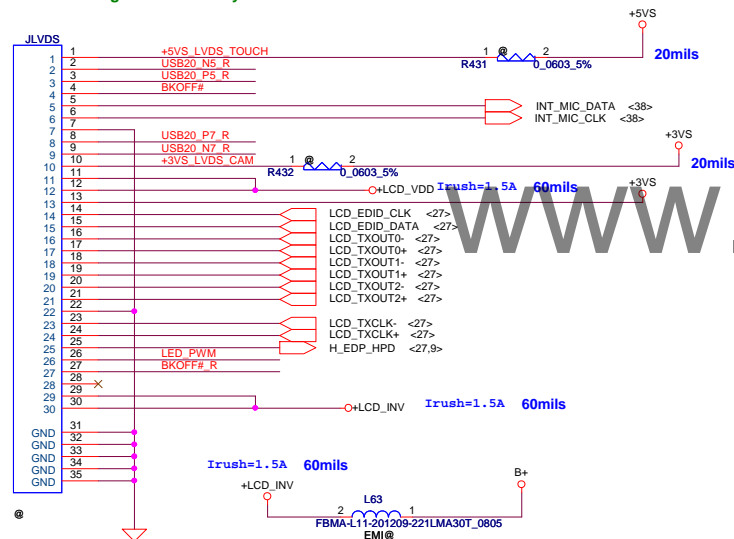 JLVDS
1 1 +5VS_LVDS_TOUCH 1 @ 2 +5VS
R431 0_0603_5% 20mils
2 2 USB20_N5_R
3 3 USB20_P5_R
4 4 BKOFF#
5 5 INT_MIC_DATA <38>
6 6 INT_MIC_CLK <38>
7 7
8 8 USB20_P7_R
9 9 USB20_N7_R
10 10 +3VS_LVDS_CAM 1 @ 2 +3VS
R432 0_0603_5% 20mils
11 11
12 12 +LCD_VDD Irush=1.5A 60mils
13 13 +3VS
14 14 LCD_EDID_CLK <27>
15 15 LCD_EDID_DATA <27>
16 16 LCD_TXOUT0- <27>
17 17 LCD_TXOUT0+ <27>
18 18 LCD_TXOUT1- <27>
19 19 LCD_TXOUT1+ <27>
20 20 LCD_TXOUT2- <27>
21 21 LCD_TXOUT2+ <27>
22 22
23 23 LCD_TXCLK- <27>
24 24 LCD_TXCLK+ <27>
25 25 H_EDP_HPD <27,9>
26 26 LED_PWM
27 27 BKOFF#_R
28 28
29 29
30 30 +LCD_INV Irush=1.5A 60mils
GND 31
GND 32
GND 33
GND 34
GND 35
@
Irush=1.5A 60mils
+LCD_INV B+
2 L63 1
FBMA-L11-201209-221LMA30T_0805
EMI@
www.